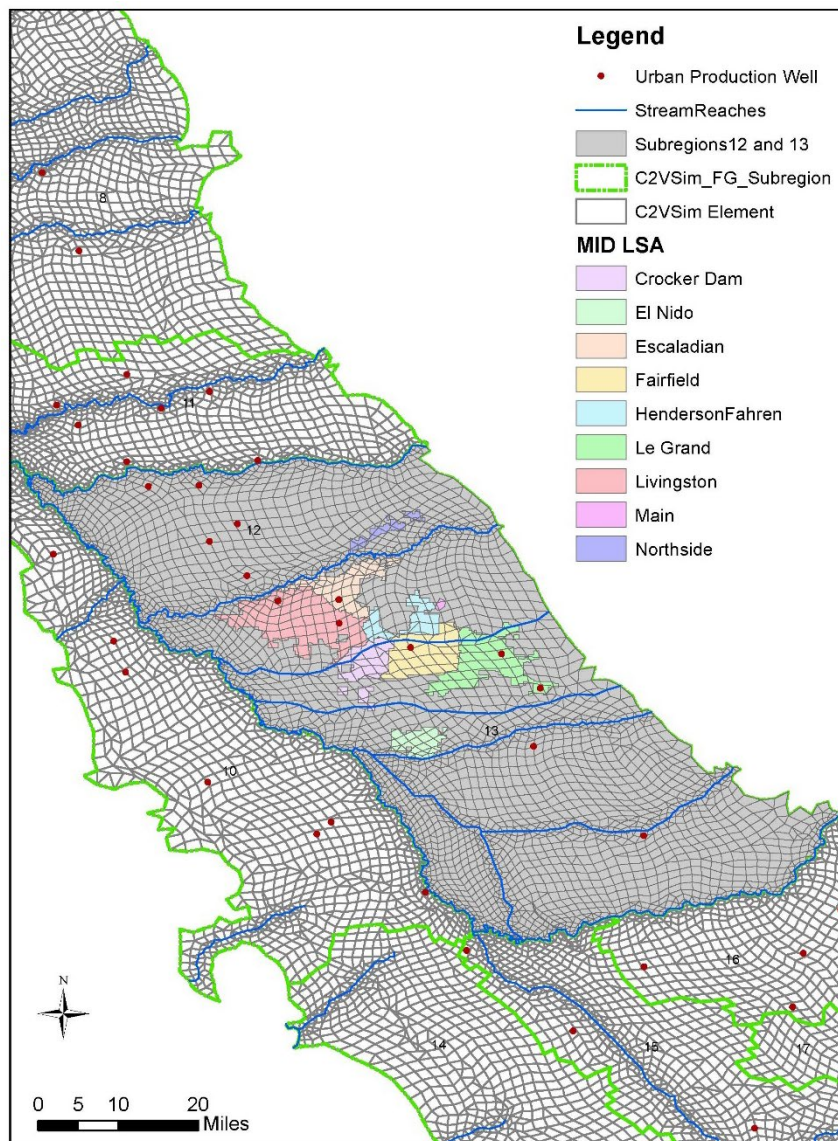 Legend
Urban Production Well
StreamReaches
Subregions12 and 13
C2VSim_FG_Subregion
C2VSim Element
MID LSA
Crocker Dam
El Nido
Escaladian
Fairfield
HendersonFahren
Le Grand
Livingston
Main
Northside
8
11
12
13
10
16
14
15
17
N
0 5 10 20
Miles